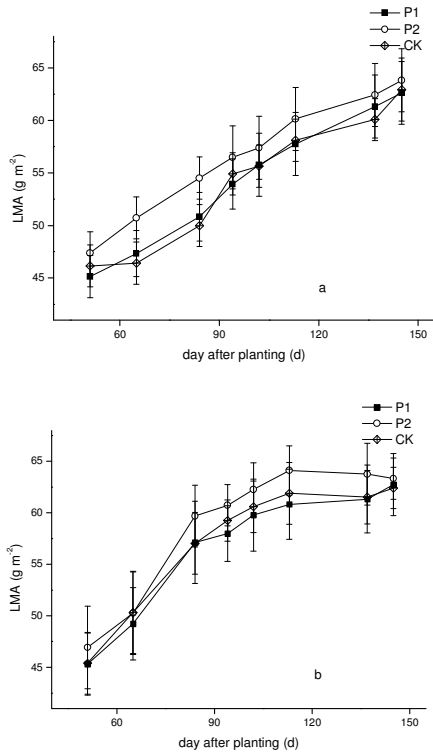 P1
P2
CK
65
60
55
50
45
LMA (g m-2)
a
60
90
120
150
day after planting (d)
P1
P2
CK
65
60
55
50
45
LMA (g m-2)
b
60
90
120
150
day after planting (d)